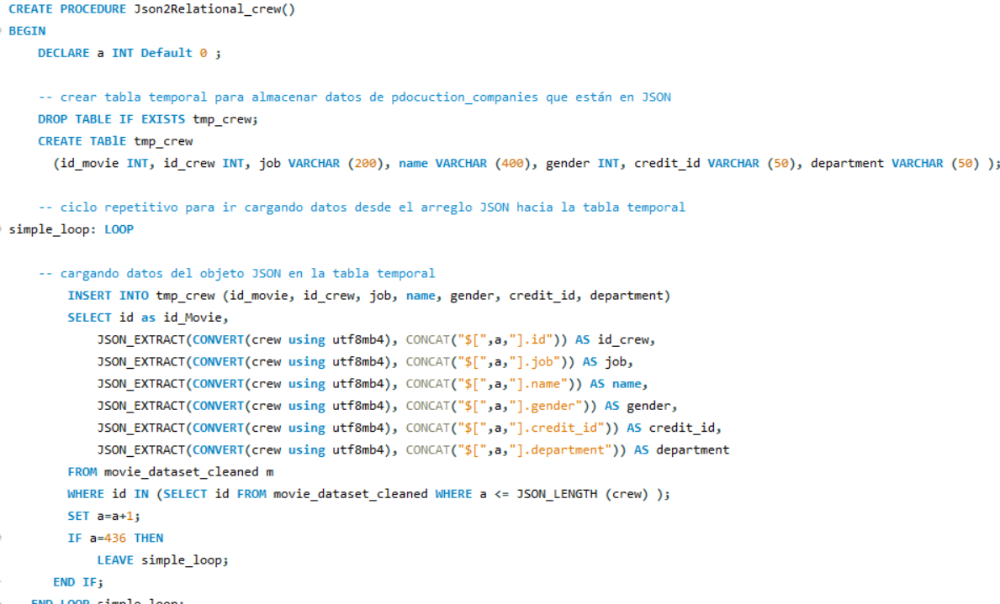 CREATE PROCEDURE Json2Relational_crew()
BEGIN
DECLARE a INT Default 0 ;
-- crear tabla temporal para almacenar datos de pdocuction_companies que están en JSON
DROP TABLE IF EXISTS tmp_crew;
CREATE TABlE tmp_crew
(id_movie INT, id_crew INT, job VARCHAR (200), name VARCHAR (400), gender INT, credit_id VARCHAR (50), department VARCHAR (50) );
-- ciclo repetitivo para ir cargando datos desde el arreglo JSON hacia la tabla temporal
simple_loop: LOOP
-- cargando datos del objeto JSON en la tabla temporal
INSERT INTO tmp_crew (id_movie, id_crew, job, name, gender, credit_id, department)
SELECT id as id_Movie,
JSON_EXTRACT(CONVERT(crew using utf8mb4), CONCAT("$[",a,"].id")) AS id_crew,
JSON_EXTRACT(CONVERT(crew using utf8mb4), CONCAT("$[",a,"].job")) AS job,
JSON_EXTRACT(CONVERT(crew using utf8mb4), CONCAT("$[",a,"].name")) AS name,
JSON_EXTRACT(CONVERT(crew using utf8mb4), CONCAT("$[",a,"].gender")) AS gender,
JSON_EXTRACT(CONVERT(crew using utf8mb4), CONCAT("$[",a,"].credit_id")) AS credit_id,
JSON_EXTRACT(CONVERT(crew using utf8mb4), CONCAT("$[",a,"].department")) AS department
FROM movie_dataset_cleaned m
WHERE id IN (SELECT id FROM movie_dataset_cleaned WHERE a <= JSON_LENGTH (crew) );
SET a=a+1;
IF a=436 THEN
LEAVE simple_loop;
END IF;
END LOOP simple_loop;